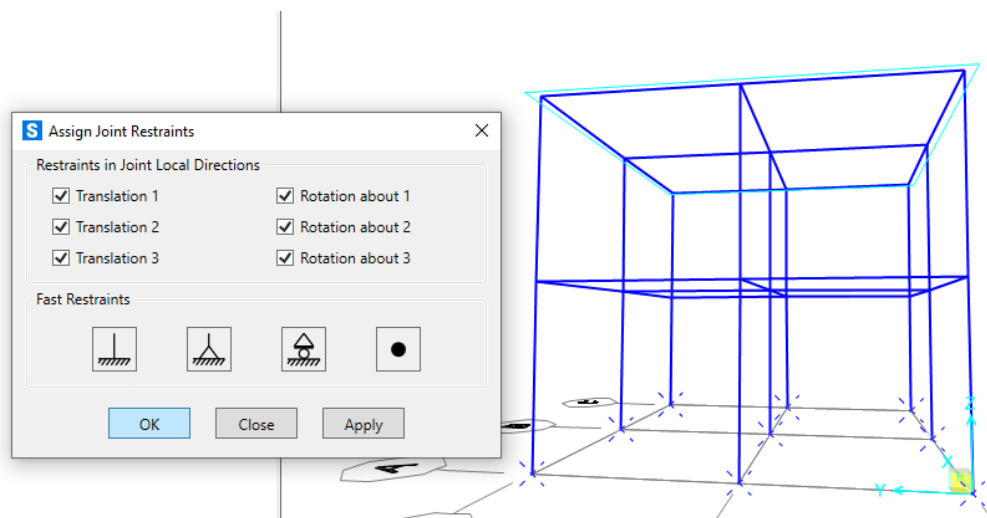 S Assign Joint Restraints
Restraints in Joint Local Directions
Translation 1
Rotation about 1
Translation 2
Rotation about 2
Translation 3
Rotation about 3
Fast Restraints
OK
Close
Apply
A
Z
X
Y